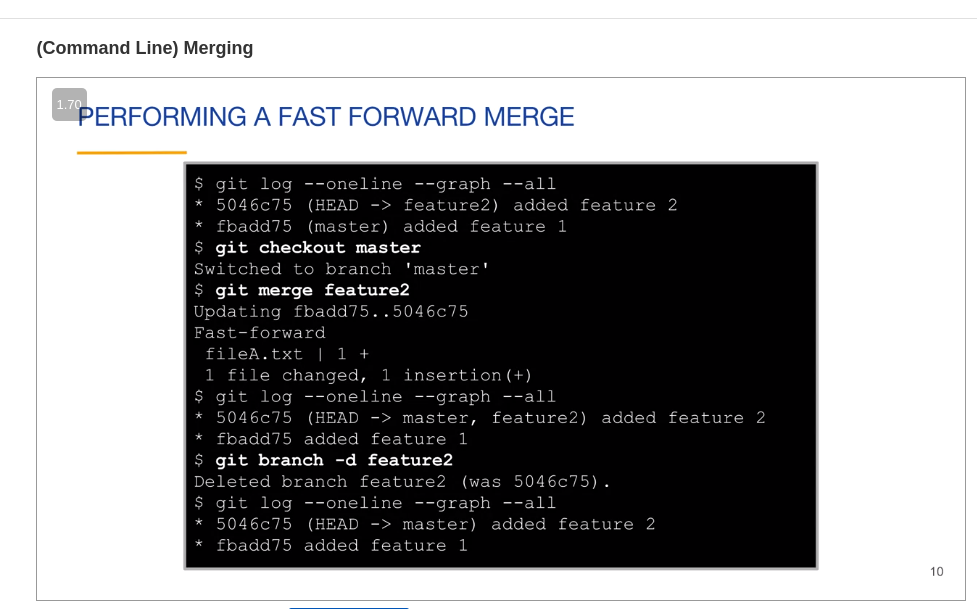 (Command Line) Merging
1.70
PERFORMING A FAST FORWARD MERGE
$ git log --oneline --graph --all
* 5046c75 (HEAD -> feature2) added feature 2
* fbadd75 (master) added feature 1
$ git checkout master
Switched to branch 'master'
$ git merge feature2
Updating fbadd75..5046c75
Fast-forward
 fileA.txt | 1 +
 1 file changed, 1 insertion(+)
$ git log --oneline --graph --all
* 5046c75 (HEAD -> master, feature2) added feature 2
* fbadd75 added feature 1
$ git branch -d feature2
Deleted branch feature2 (was 5046c75).
$ git log --oneline --graph --all
* 5046c75 (HEAD -> master) added feature 2
* fbadd75 added feature 1
10